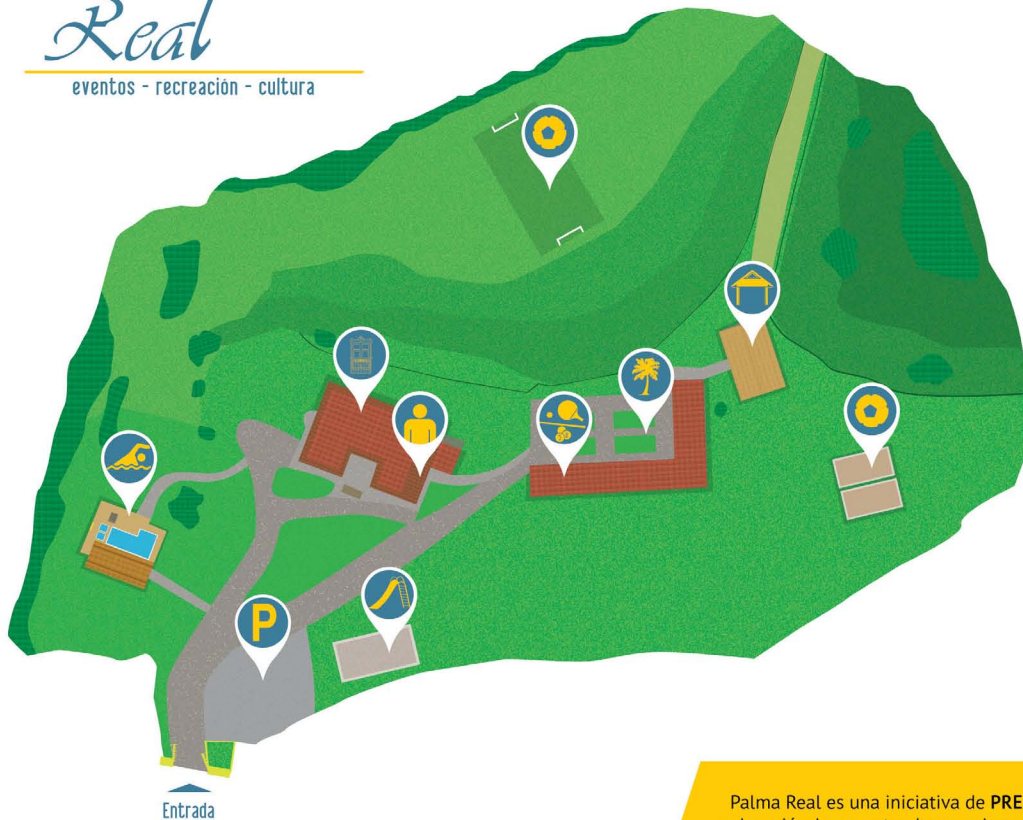 Real
eventos - recreación - cultura
P
Entrada
Palma Real es una iniciativa de PRE